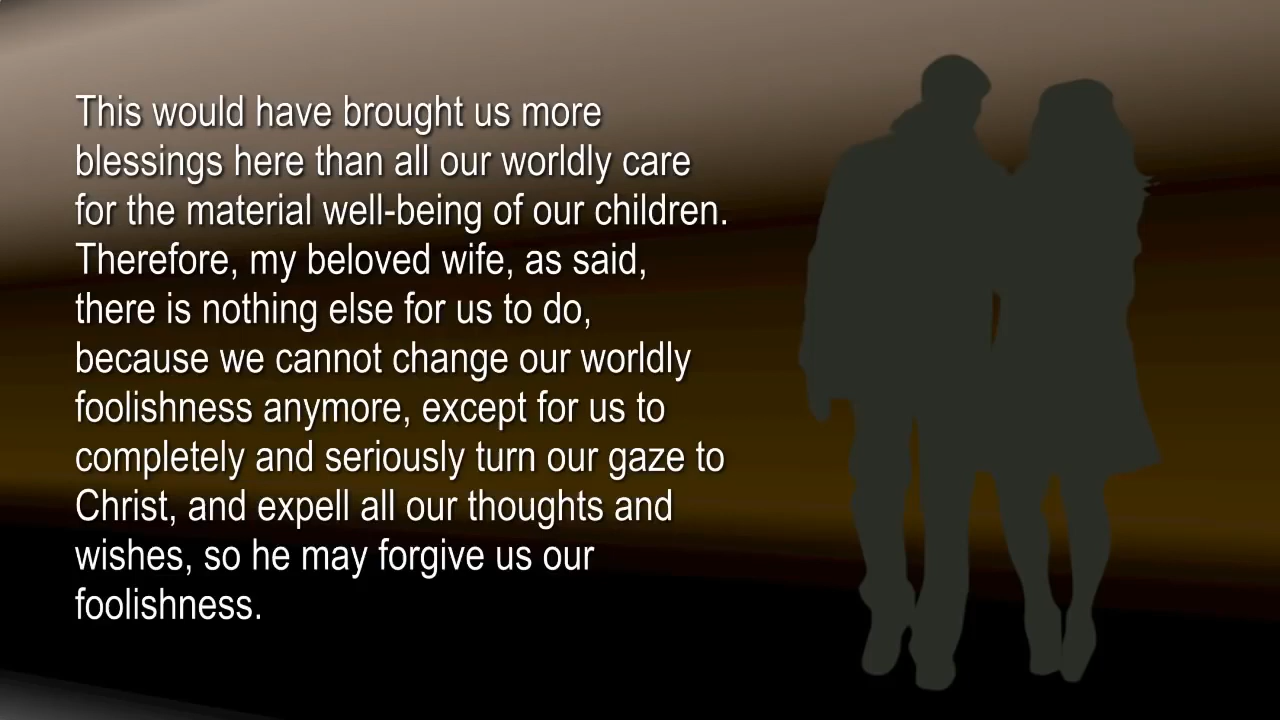 This would have brought us more
blessings here than all our worldly care
for the material well-being of our children.
Therefore, my beloved wife, as said,
there is nothing else for us to do,
because we cannot change our worldly
foolishness anymore, except for us to
completely and seriously turn our gaze to
Christ, and expell all our thoughts and
wishes, so he may forgive us our
foolishness.